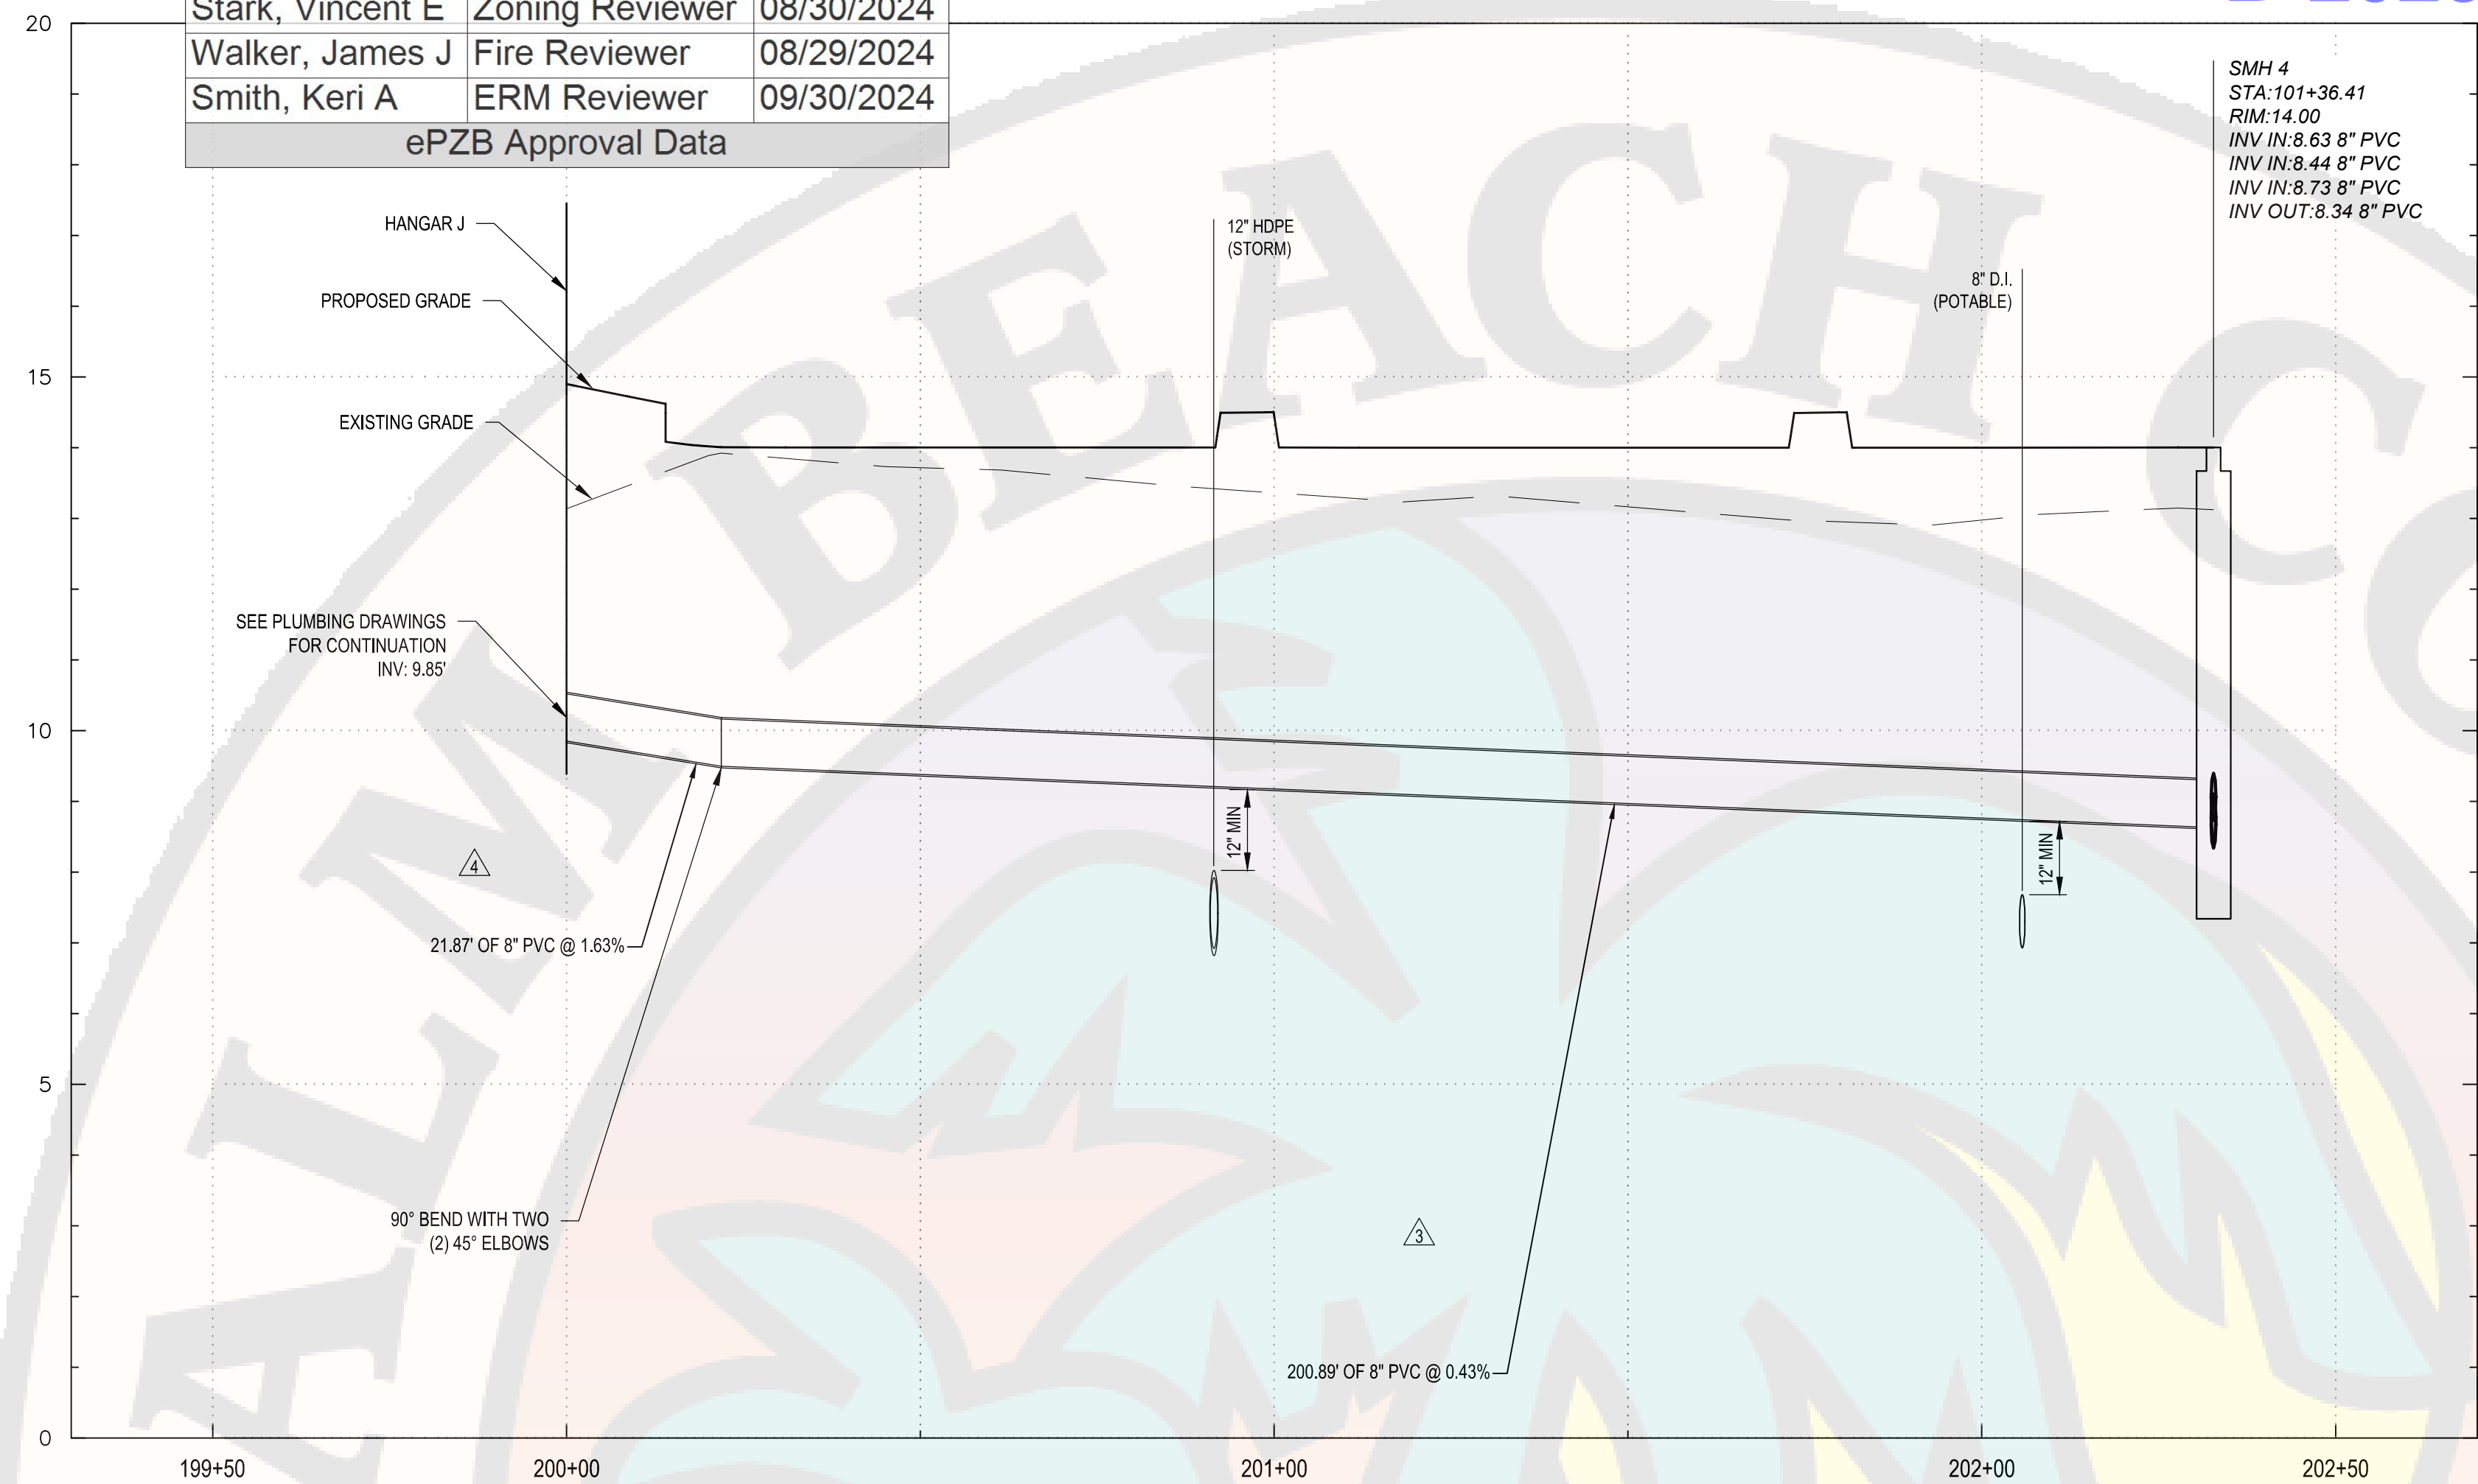 Stark, Vincent E Zoning Reviewer 08/30/2024
Walker, James J Fire Reviewer 08/29/2024
Smith, Keri A ERM Reviewer 09/30/2024
ePZB Approval Data
SMH 4
STA:101+36.41
RIM:14.00
INV IN:8.63 8" PVC
INV IN:8.44 8" PVC
INV IN:8.73 8" PVC
INV OUT:8.34 8" PVC
HANGAR J
PROPOSED GRADE
EXISTING GRADE
12" HDPE
(STORM)
8" D.I.
(POTABLE)
SEE PLUMBING DRAWINGS
FOR CONTINUATION
INV: 9.85'
12" MIN
12" MIN
4
21.87' OF 8" PVC @ 1.63%
90° BEND WITH TWO
(2) 45° ELBOWS
3
200.89' OF 8" PVC @ 0.43%
20
15
10
5
0
199+50 200+00 201+00 202+00 202+50
ALM BEACH CO